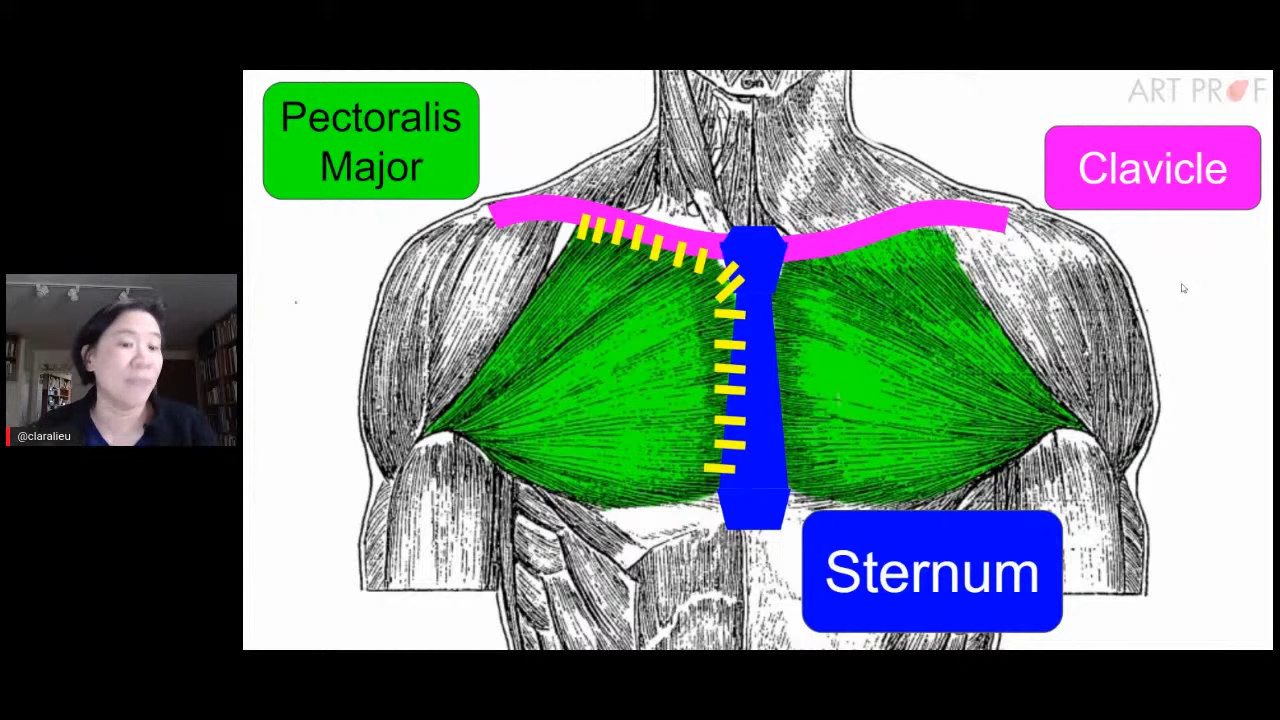 Pectoralis
Major
ART PROF
Clavicle
@claralieu
Sternum